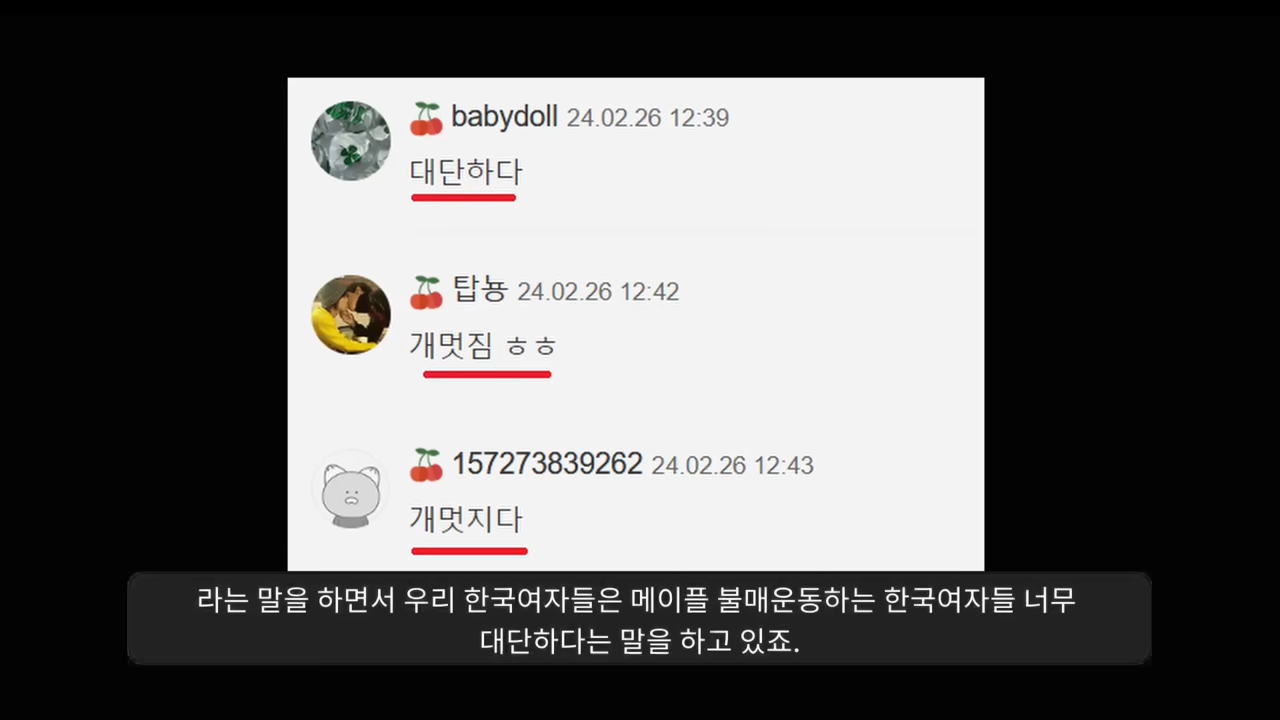 babydoll 24.02.26 12:39
대단하다
탑뇽 24.02.26 12:42
개멋짐 ㅎㅎ
157273839262 24.02.26 12:43
개멋지다
라는 말을 하면서 우리 한국여자들은 메이플 불매운동하는 한국여자들 너무
대단하다는 말을 하고 있죠.